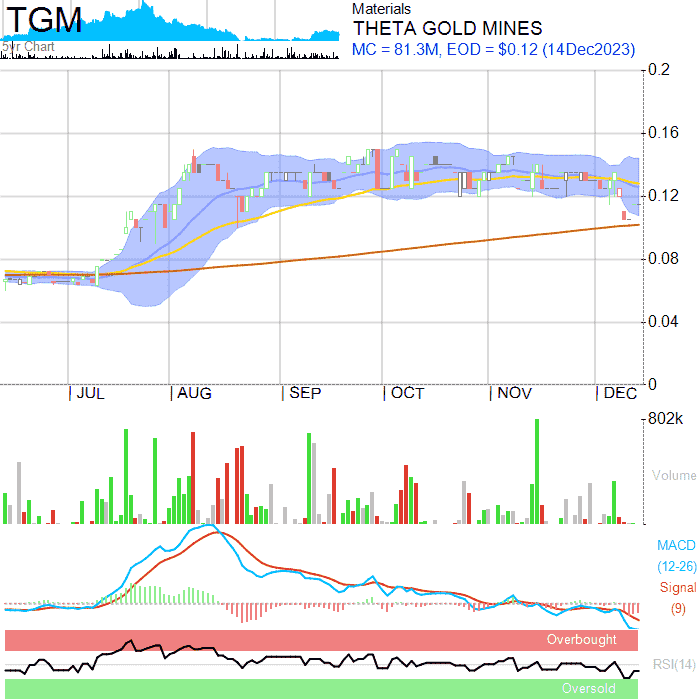 TGM
5yr Chart
Materials
THETA GOLD MINES
MC = 81.3M, EOD = $0.12 (14Dec2023)
0.2
0.16
0.12
0.08
0.04
0
JUL
AUG
SEP
OCT
NOV
DEC
802k
Volume
MACD
(12-26)
Signal
(9)
Overbought
RSI(14)
Oversold